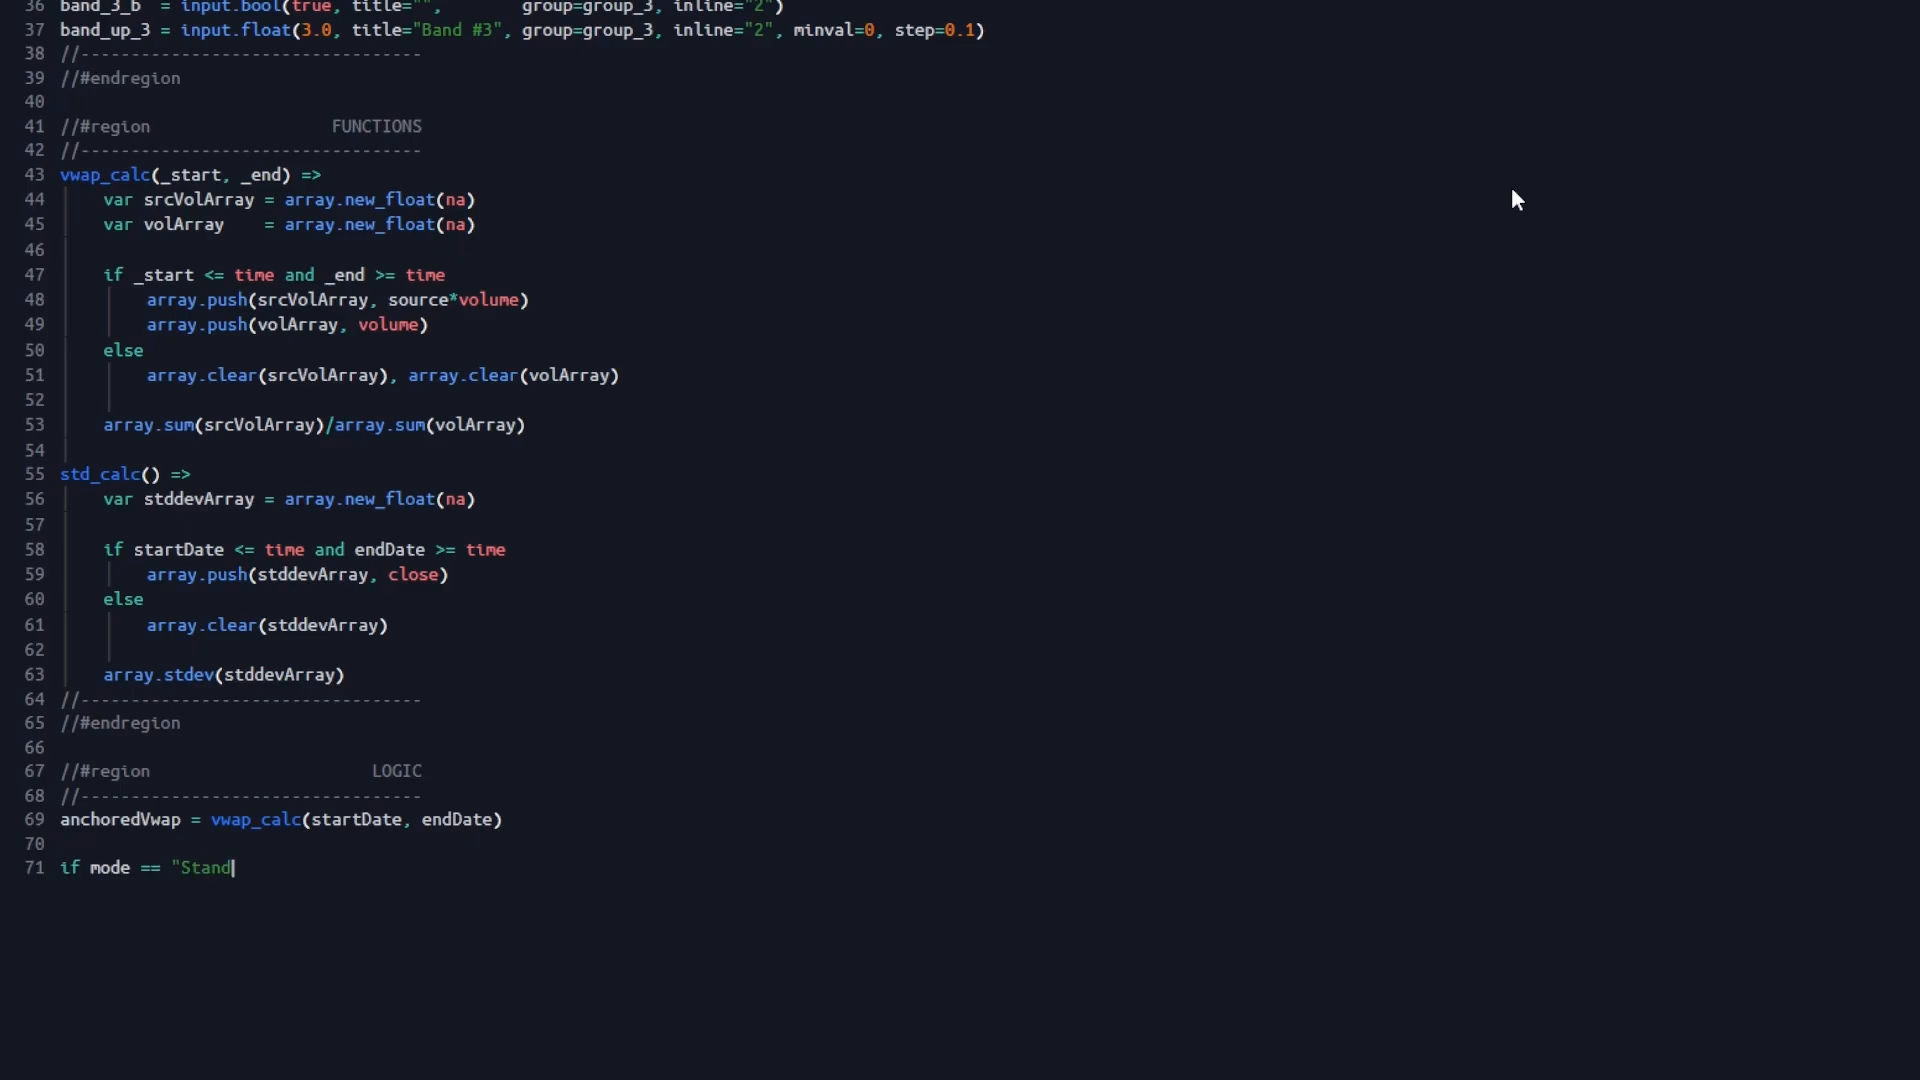 36 band_3_b  = input.bool(true, title="",        group=group_3, inline="2")
37 band_up_3 = input.float(3.0, title="Band #3", group=group_3, inline="2", minval=0, step=0.1)
38 //----------------------------------
39 //#endregion
40
41 //#region                  FUNCTIONS
42 //----------------------------------
43 vwap_calc(_start, _end) =>
44     var srcVolArray = array.new_float(na)
45     var volArray    = array.new_float(na)
46
47     if _start <= time and _end >= time
48         array.push(srcVolArray, source*volume)
49         array.push(volArray, volume)
50     else
51         array.clear(srcVolArray), array.clear(volArray)
52
53     array.sum(srcVolArray)/array.sum(volArray)
54
55 std_calc() =>
56     var stddevArray = array.new_float(na)
57
58     if startDate <= time and endDate >= time
59         array.push(stddevArray, close)
60     else
61         array.clear(stddevArray)
62
63     array.stdev(stddevArray)
64 //----------------------------------
65 //#endregion
66
67 //#region                      LOGIC
68 //----------------------------------
69 anchoredVwap = vwap_calc(startDate, endDate)
70
71 if mode == "Stand